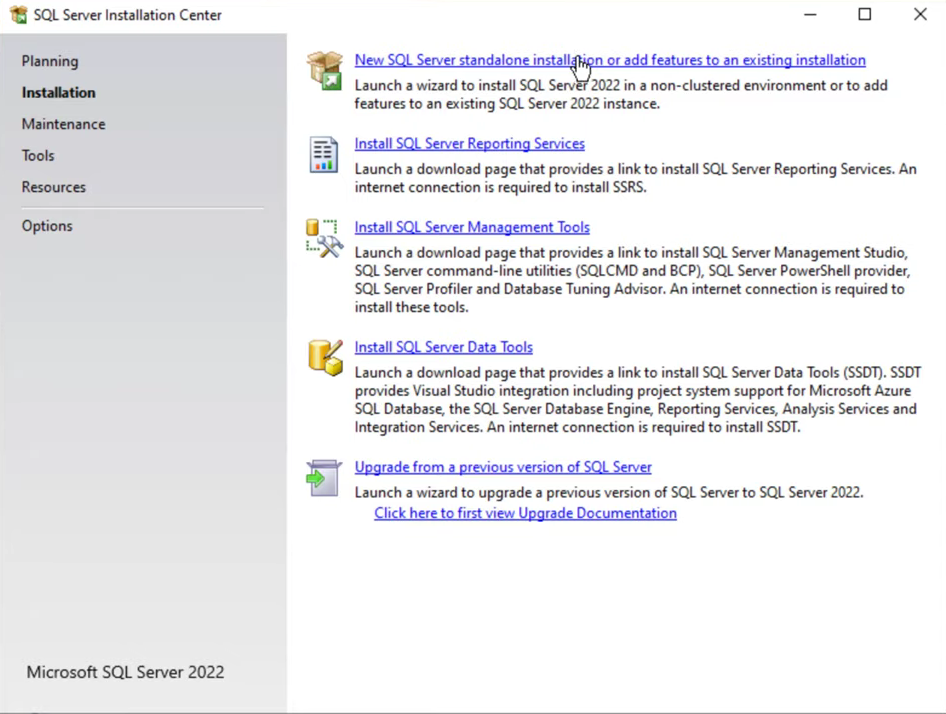 SQL Server Installation Center
Planning
Installation
Maintenance
Tools
Resources
Options
Microsoft SQL Server 2022
New SQL Server standalone installation or add features to an existing installation
Launch a wizard to install SQL Server 2022 in a non-clustered environment or to add
features to an existing SQL Server 2022 instance.
Install SQL Server Reporting Services
Launch a download page that provides a link to install SQL Server Reporting Services. An
internet connection is required to install SSRS.
Install SQL Server Management Tools
Launch a download page that provides a link to install SQL Server Management Studio,
SQL Server command-line utilities (SQLCMD and BCP), SQL Server PowerShell provider,
SQL Server Profiler and Database Tuning Advisor. An internet connection is required to
install these tools.
Install SQL Server Data Tools
Launch a download page that provides a link to install SQL Server Data Tools (SSDT). SSDT
provides Visual Studio integration including project system support for Microsoft Azure
SQL Database, the SQL Server Database Engine, Reporting Services, Analysis Services and
Integration Services. An internet connection is required to install SSDT.
Upgrade from a previous version of SQL Server
Launch a wizard to upgrade a previous version of SQL Server to SQL Server 2022.
Click here to first view Upgrade Documentation